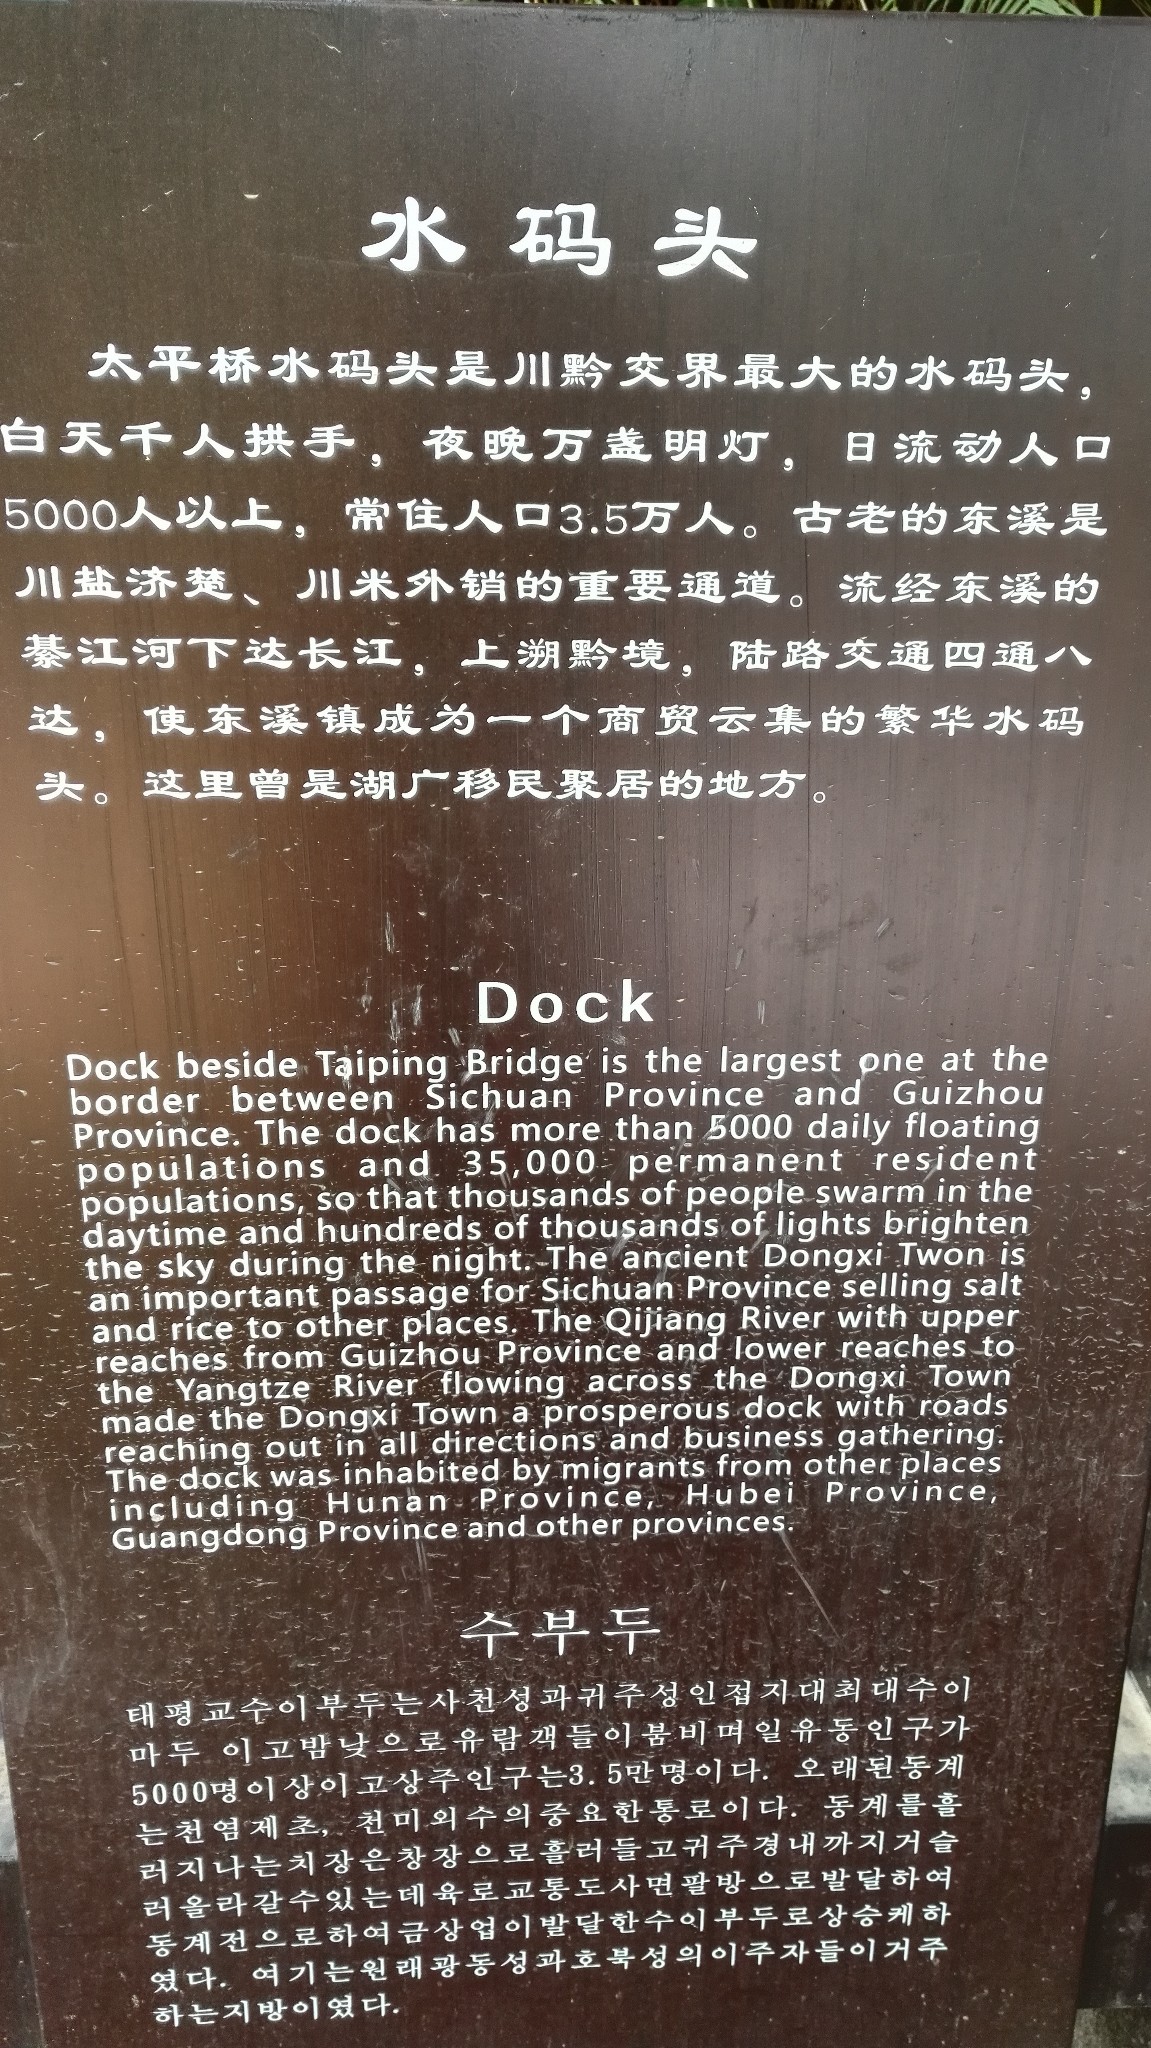 水码头
太平桥水码头是川黔交界最大的水码头，
白天千人拱手，夜晚万盏明灯，日流动人口
5000人以上，常住人口3.5万人。古老的东溪是
川盐济楚、川米外销的重要通道。流经东溪的
綦江河下达长江，上溯黔境，陆路交通四通八
达，使东溪镇成为一个商贸云集的繁华水码
头。这里曾是湖广移民聚居的地方。
Dock
Dock beside Taiping Bridge is the largest one at the
border between Sichuan Province and Guizhou
Province. The dock has more than 5000 daily floating
populations and 35,000 permanent resident
populations, so that thousands of people swarm in the
daytime and hundreds of thousands of lights brighten
the sky during the night. The ancient Dongxi Twon is
an important passage for Sichuan Province selling salt
and rice to other places. The Qijiang River with upper
reaches from Guizhou Province and lower reaches to
the Yangtze River flowing across the Dongxi Town
made the Dongxi Town a prosperous dock with roads
reaching out in all directions and business gathering.
The dock was inhabited by migrants from other places
including Hunan Province, Hubei Province,
Guangdong Province and other provinces.
수부두
태평교수이부두는사천셩과귀주성인접지대최대수이
마두 이고밤낮으로유람객들이붐비며일유동인구가
5000명이상이고상주인구는3.5만명이다. 오래된동계
는천염제초, 천미외수의중요한통로이다. 동계를흘
러지나는치장은창장으로흘러들고귀주경내까지거슬
러올라갈수있는데육로교통도사면팔방으로발달하여
동계전으로하여금상업이발달한수이부두로상승케하
였다. 여기는원래광동성과호북성의이주자들이거주
하는지방이였다.